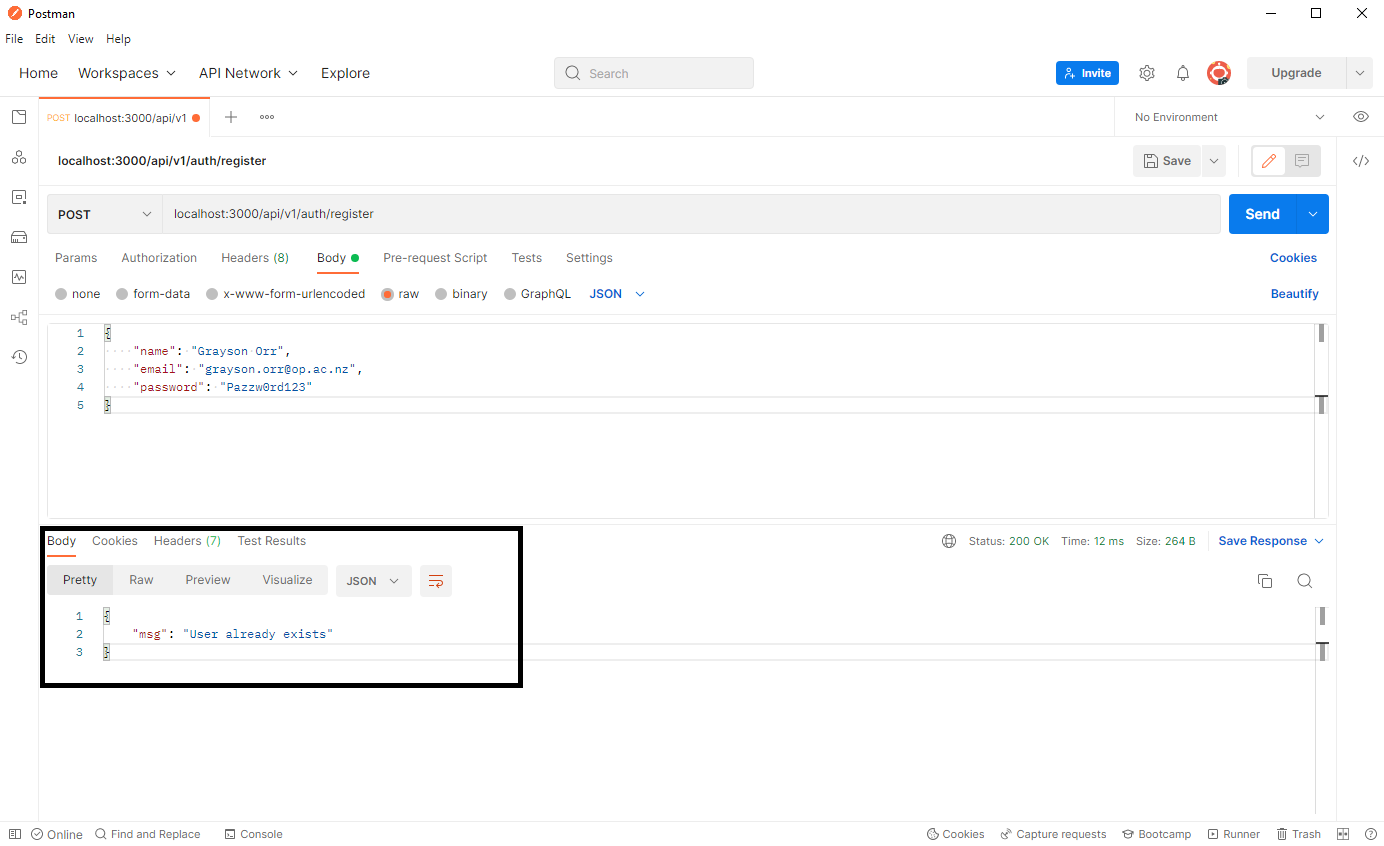 Postman
File Edit View Help
Home Workspaces API Network Explore Search Invite Upgrade
POST localhost:3000/api/v1 No Environment
localhost:3000/api/v1/auth/register Save
POST localhost:3000/api/v1/auth/register Send
Params Authorization Headers (8) Body Pre-request Script Tests Settings Cookies
none form-data x-www-form-urlencoded raw binary GraphQL JSON Beautify
1 {
2 "name": "Grayson Orr",
3 "email": "grayson.orr@op.ac.nz",
4 "password": "Pazzw0rd123"
5 }
Body Cookies Headers (7) Test Results Status: 200 OK Time: 12 ms Size: 264 B Save Response
Pretty Raw Preview Visualize JSON
1 {
2 "msg": "User already exists"
3 }
Online Find and Replace Console Cookies Capture requests Bootcamp Runner Trash